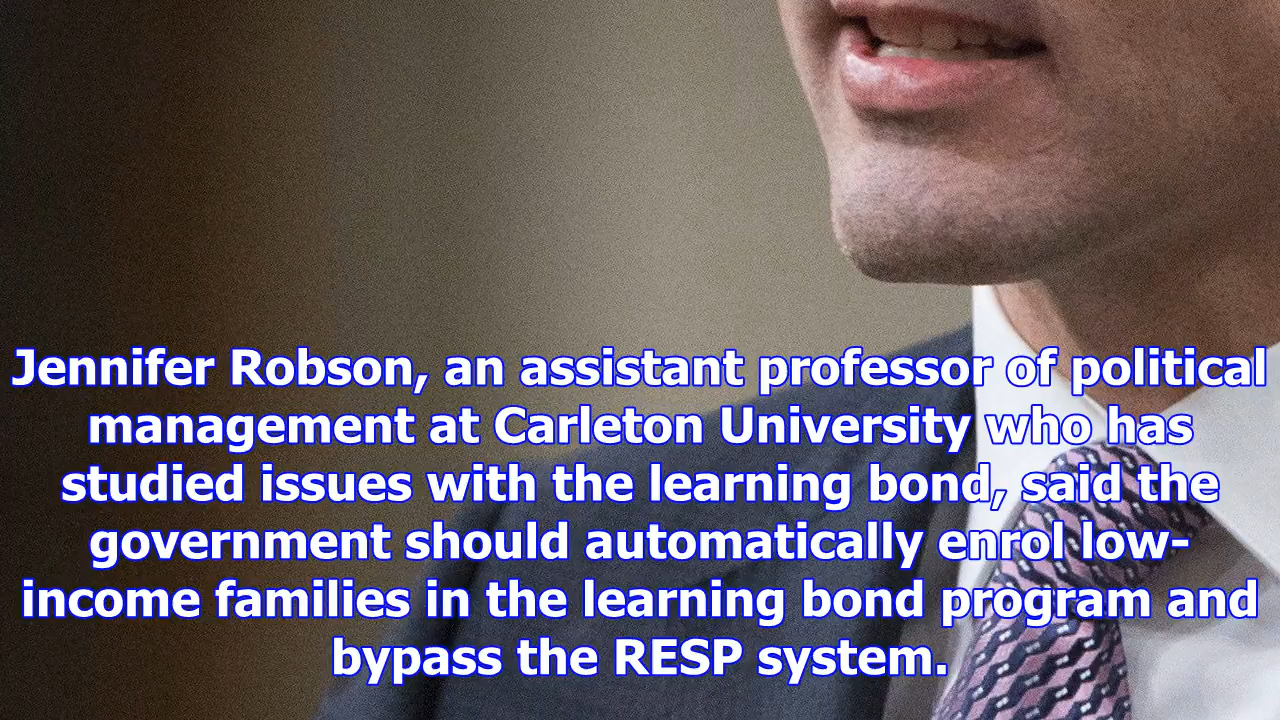 Jennifer Robson, an assistant professor of political
management at Carleton University who has
studied issues with the learning bond, said the
government should automatically enrol low-
income families in the learning bond program and
bypass the RESP system.